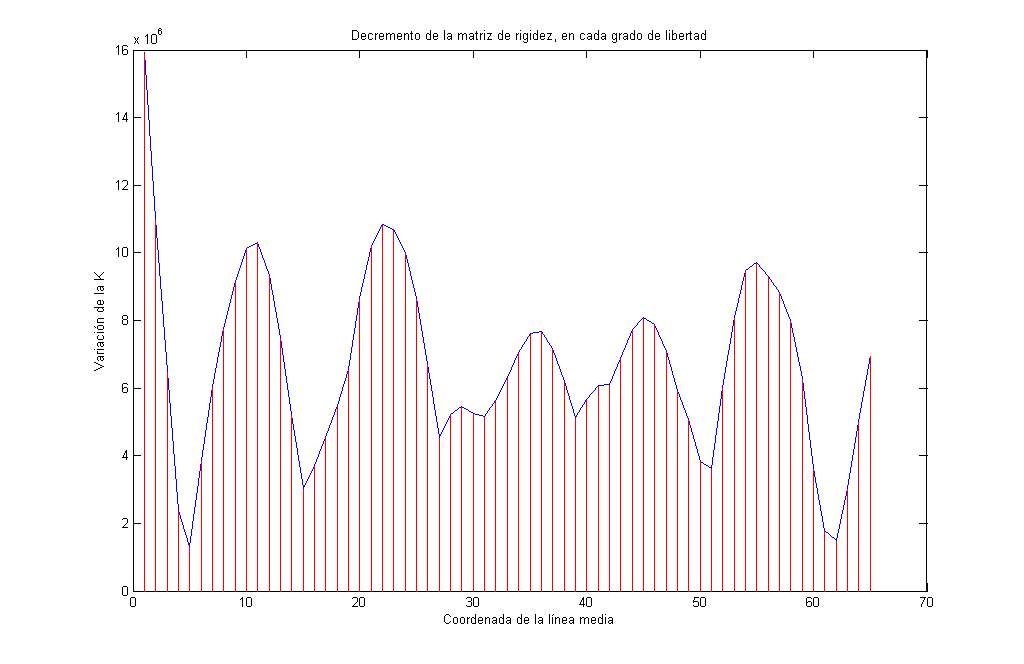 Decremento de la matriz de rigidez, en cada grado de libertad
x 10^6
16
14
12
10
8
6
4
2
0
Variación de la K
0 10 20 30 40 50 60 70
Coordenada de la línea media